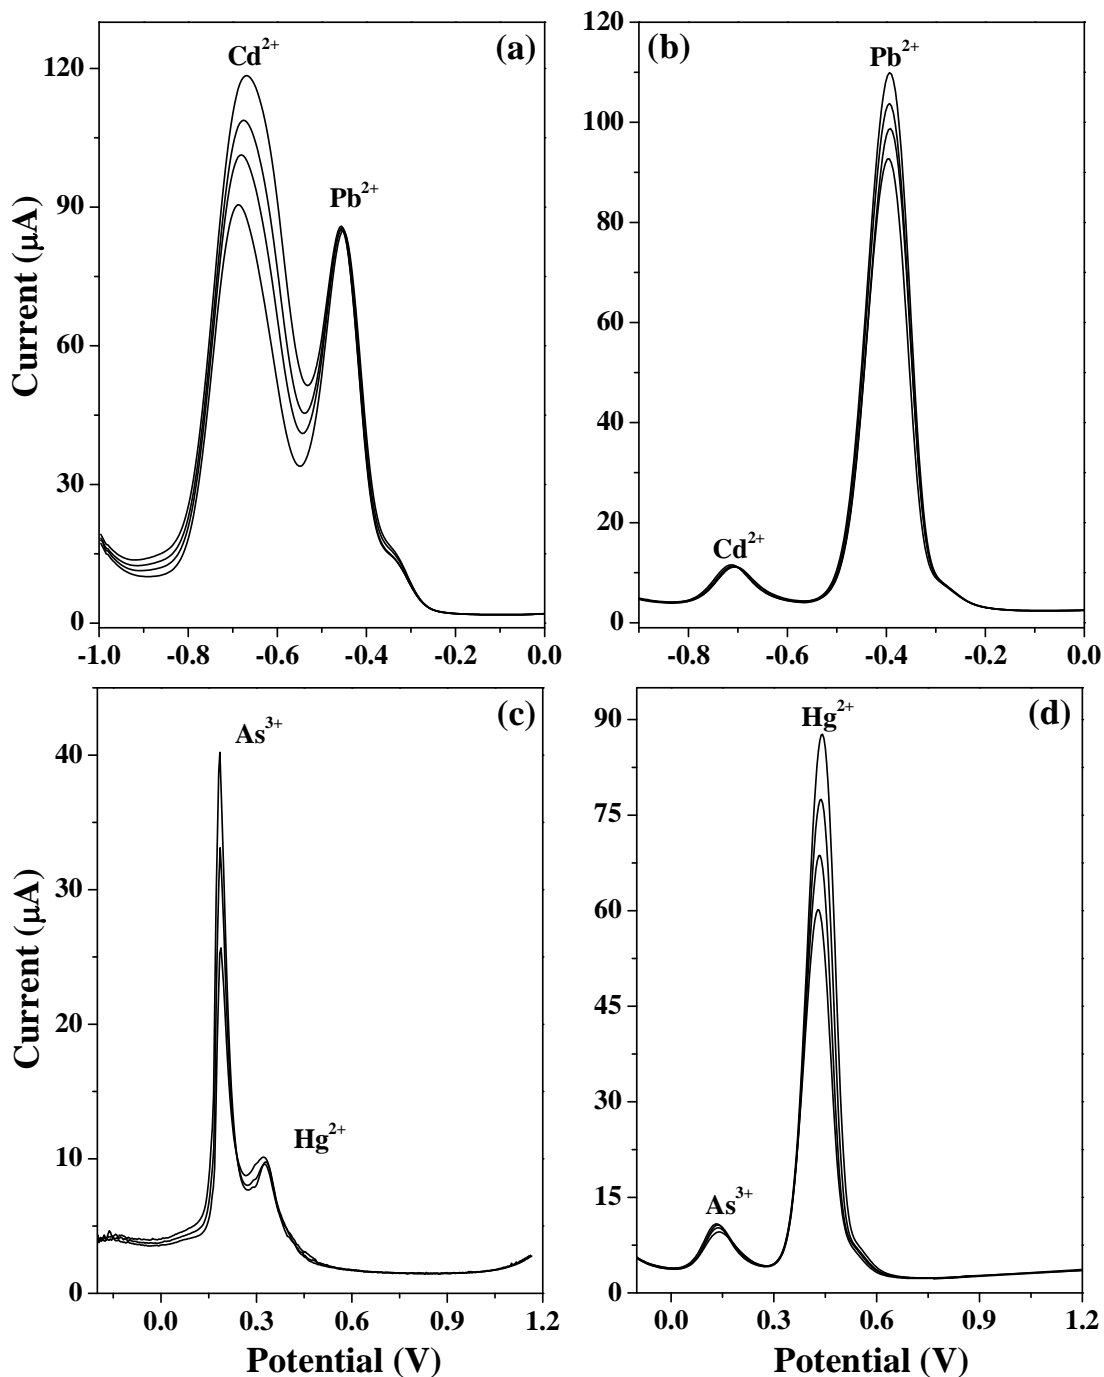 (a)
Cd²⁺
Pb²⁺
Current (μA)
120
90
60
30
0
-1.0 -0.8 -0.6 -0.4 -0.2 0.0
(b)
Pb²⁺
Cd²⁺
120
100
80
60
40
20
0
-0.8 -0.6 -0.4 -0.2 0.0
(c)
As³⁺
Hg²⁺
Current (μA)
40
30
20
10
0
0.0 0.3 0.6 0.9 1.2
Potential (V)
(d)
Hg²⁺
As³⁺
90
75
60
45
30
15
0
0.0 0.3 0.6 0.9 1.2
Potential (V)